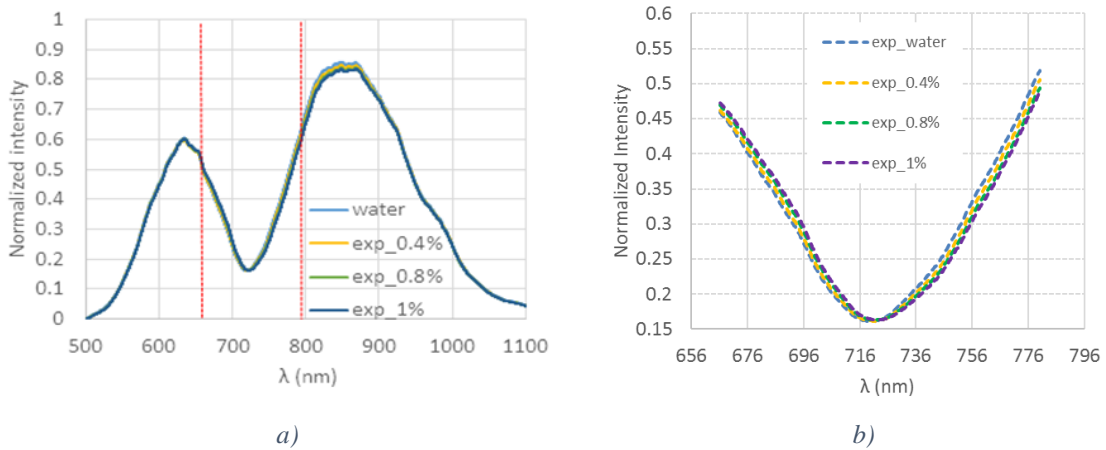 1
0.9
0.8
0.7
0.6
0.5
0.4
0.3
0.2
0.1
0
Normalized intensity
500 600 700 800 900 1000 1100
λ (nm)
water
exp_0.4%
exp_0.8%
exp_1%
a)
0.6
0.55
0.5
0.45
0.4
0.35
0.3
0.25
0.2
0.15
Normalized Intensity
656 676 696 716 736 756 776 796
λ (nm)
exp_water
exp_0.4%
exp_0.8%
exp_1%
b)